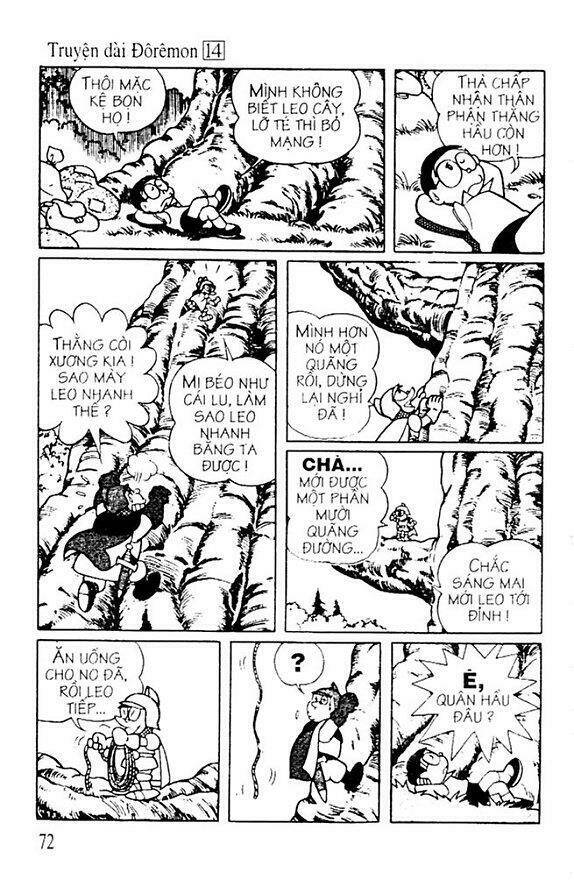 Truyện dài Đôrêmon 14
THÔI MẶC
KỆ BỌN
HỌ !
MÌNH KHÔNG
BIẾT LEO CÂY,
LỠ TÉ THÌ BỎ
MẠNG !
THÀ CHẤP
NHẬN THÂN
PHẬN THẰNG
HẦU CÒN
HƠN !
THẰNG CÒI
XƯƠNG KIA !
SAO MÀY
LEO NHANH
THẾ ?
MI BÉO NHƯ
CÁI LU, LÀM
SAO LEO
NHANH
BẰNG TA
ĐƯỢC !
MÌNH HƠN
NÓ MỘT
QUÃNG
RỒI, DỪNG
LẠI NGHỈ
ĐÃ !
CHÀ...
MỚI ĐƯỢC
MỘT PHẦN
MƯỜI
QUÃNG
ĐƯỜNG...
CHẮC
SÁNG MAI
MỚI LEO TỚI
ĐỈNH !
ĂN UỐNG
CHO NO ĐÃ,
RỒI LEO
TIẾP...
?
Ê,
QUÂN HẦU
ĐÂU ?
72